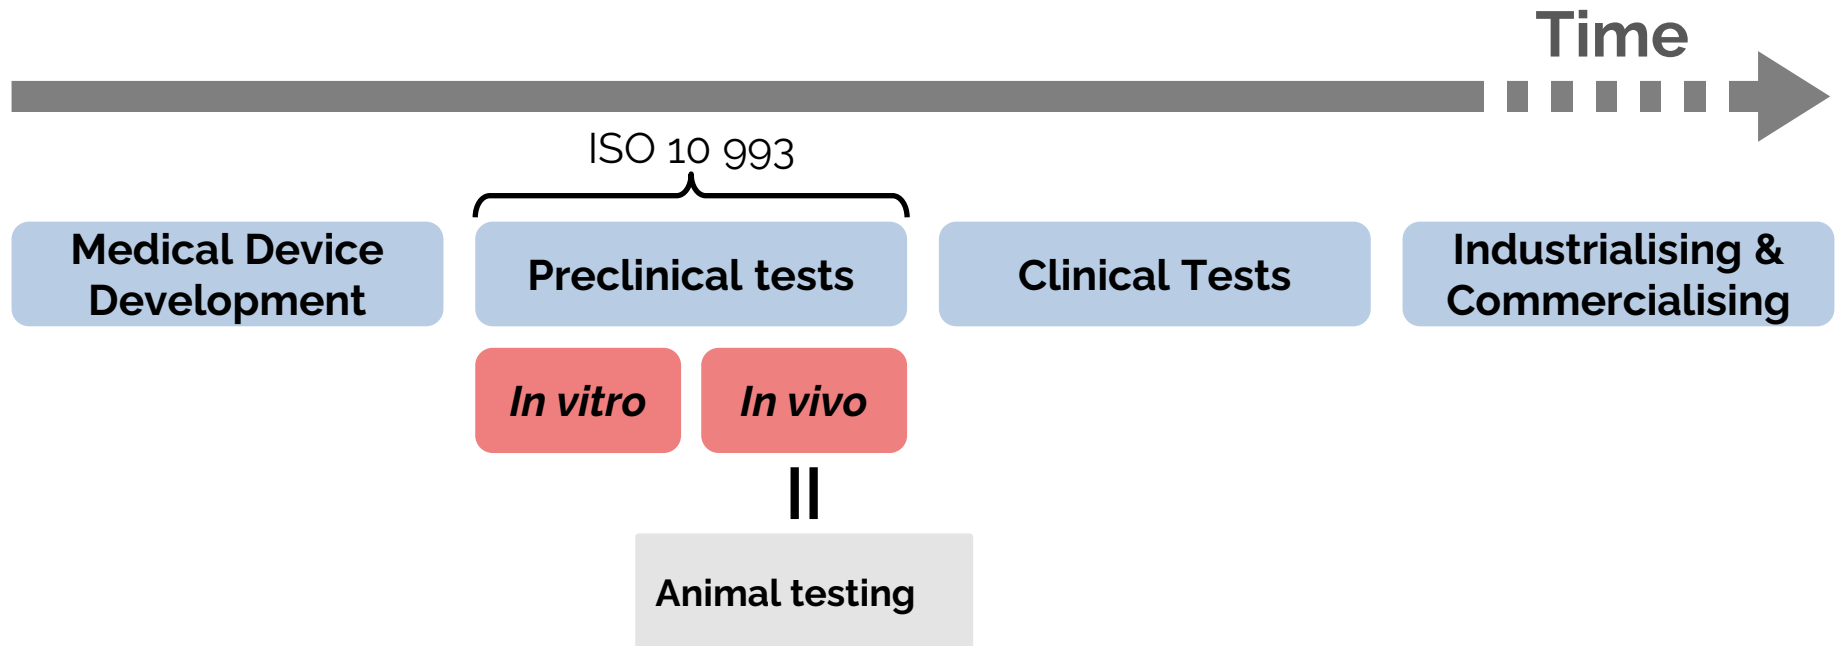 Time
ISO 10 993
Medical Device
Development
Preclinical tests
Clinical Tests
Industrialising &
Commercialising
In vitro
In vivo
Animal testing